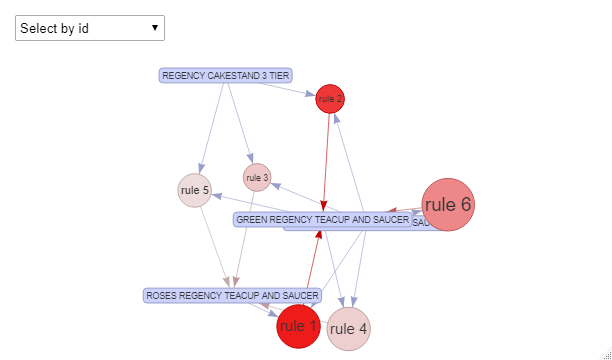 Select by id
REGENCY CAKESTAND 3 TIER
rule 2
rule 3
rule 5
rule 6
GREEN REGENCY TEACUP AND SAUCER
ROSES REGENCY TEACUP AND SAUCER
rule 1
rule 4